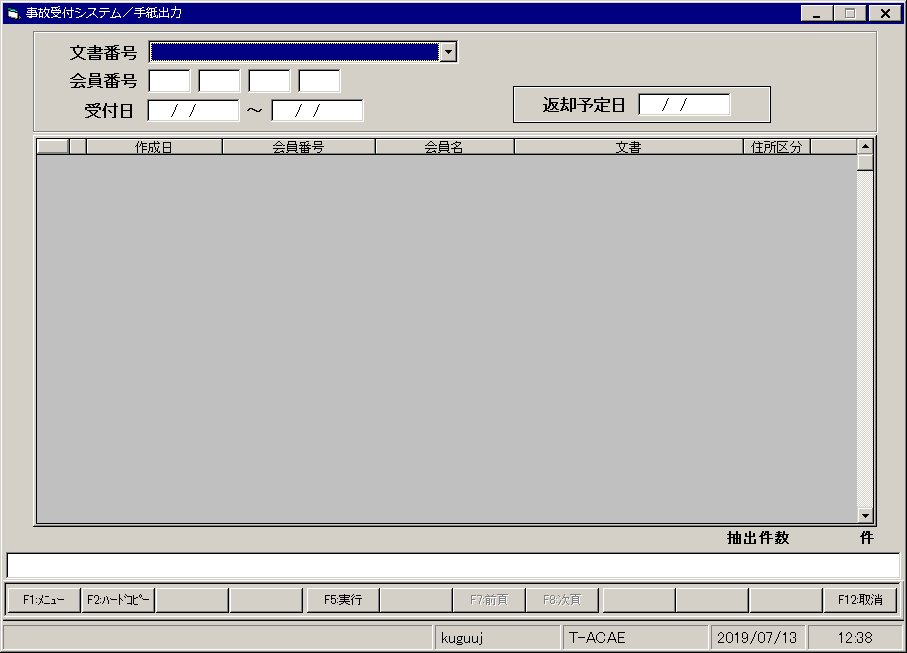 事故受付システム／手紙出力
文書番号
会員番号
受付日 / / ～ / /
返却予定日 / /
作成日 会員番号 会員名 文書 住所区分
抽出件数 件
F1:ﾒﾆｭｰ F2:ﾊｰﾄﾞｺﾋﾟｰ F5:実行 F7:前頁 F8:次頁 F12:取消
kuguuj T-ACAE 2019/07/13 12:38